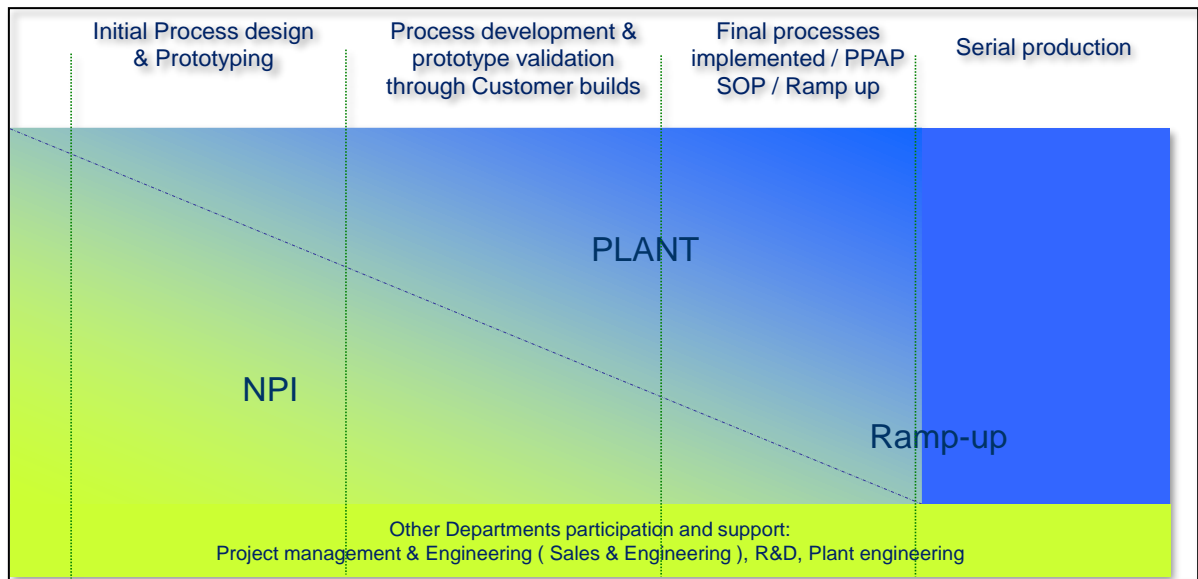 Initial Process design
& Prototyping
Process development &
prototype validation
through Customer builds
Final processes
implemented / PPAP
SOP / Ramp up
Serial production
PLANT
NPI
Ramp-up
Other Departments participation and support:
Project management & Engineering ( Sales & Engineering ), R&D, Plant engineering